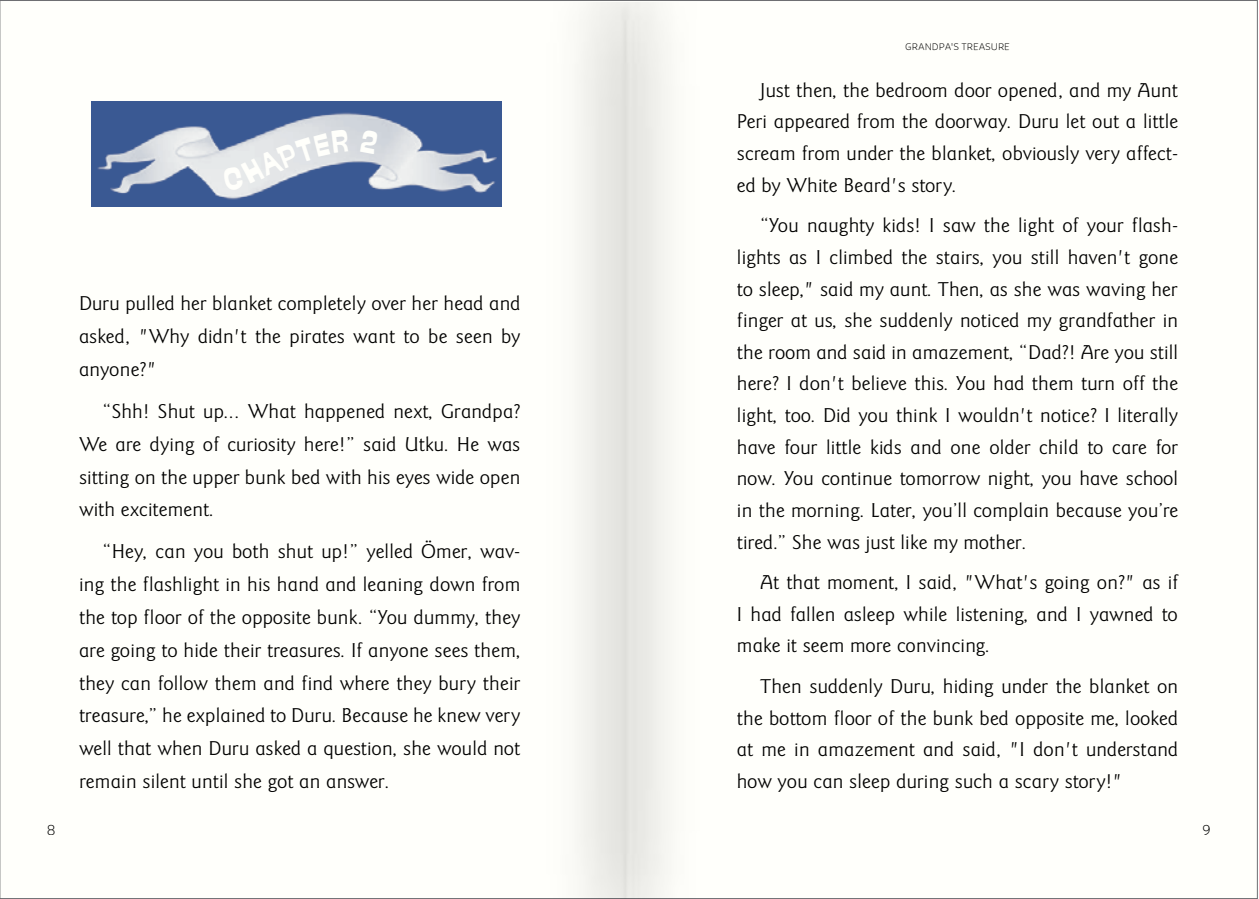 CHAPTER 2
Duru pulled her blanket completely over her head and
asked, "Why didn't the pirates want to be seen by
anyone?"
“Shh! Shut up... What happened next, Grandpa?
We are dying of curiosity here!” said Utku. He was
sitting on the upper bunk bed with his eyes wide open
with excitement.
“Hey, can you both shut up!” yelled Ömer, wav-
ing the flashlight in his hand and leaning down from
the top floor of the opposite bunk. “You dummy, they
are going to hide their treasures. If anyone sees them,
they can follow them and find where they bury their
treasure,” he explained to Duru. Because he knew very
well that when Duru asked a question, she would not
remain silent until she got an answer.
8
GRANDPA'S TREASURE
Just then, the bedroom door opened, and my Aunt
Peri appeared from the doorway. Duru let out a little
scream from under the blanket, obviously very affect-
ed by White Beard's story.
“You naughty kids! I saw the light of your flash-
lights as I climbed the stairs, you still haven't gone
to sleep," said my aunt. Then, as she was waving her
finger at us, she suddenly noticed my grandfather in
the room and said in amazement, “Dad?! Are you still
here? I don't believe this. You had them turn off the
light, too. Did you think I wouldn't notice? I literally
have four little kids and one older child to care for
now. You continue tomorrow night, you have school
in the morning. Later, you’ll complain because you’re
tired.” She was just like my mother.
At that moment, I said, "What's going on?" as if
I had fallen asleep while listening, and I yawned to
make it seem more convincing.
Then suddenly Duru, hiding under the blanket on
the bottom floor of the bunk bed opposite me, looked
at me in amazement and said, "I don't understand
how you can sleep during such a scary story!"
9